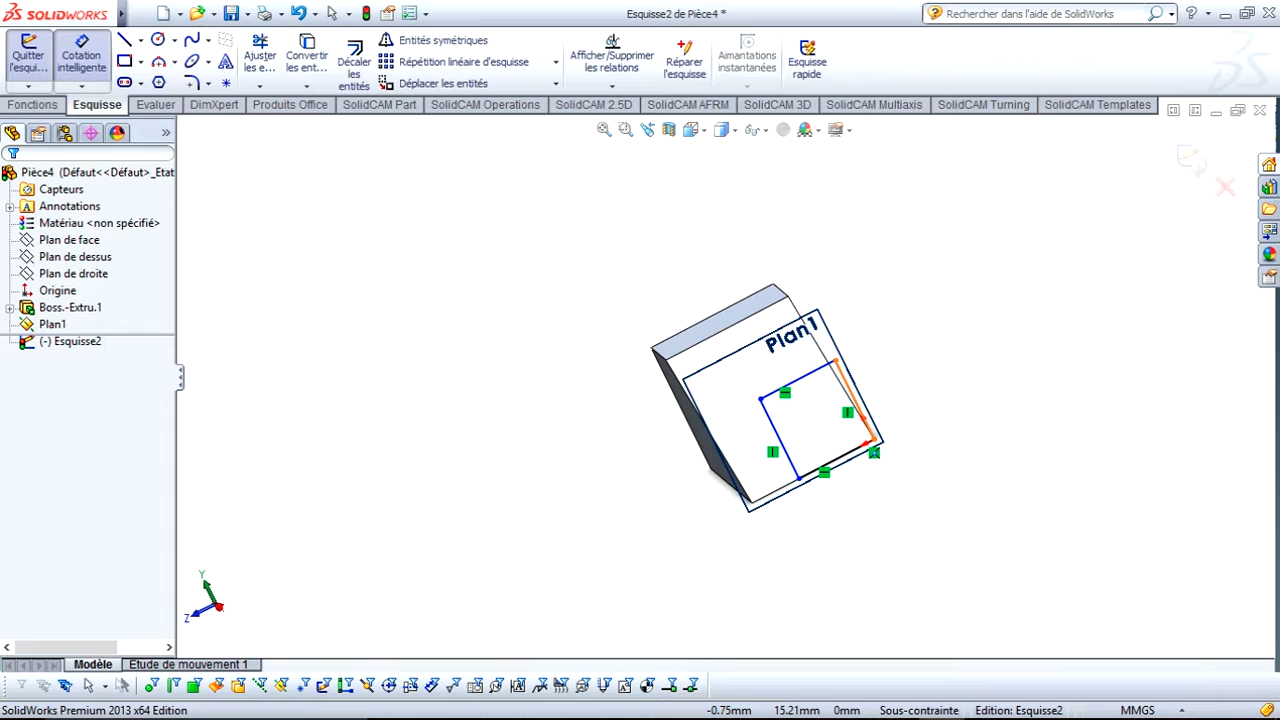 SOLIDWORKS
Esquisse2 de Pièce4 *
Rechercher dans l'aide de SolidWorks
Quitter l'esqui...
Cotation intelligente
Ajuster les e...
Convertir les ent...
Décaler les entités
Entités symétriques
Répétition linéaire d'esquisse
Déplacer les entités
Afficher/Supprimer les relations
Réparer l'esquisse
Aimantations instantanées
Esquisse rapide
Fonctions
Esquisse
Evaluer
DimXpert
Produits Office
SolidCAM Part
SolidCAM Operations
SolidCAM 2.5D
SolidCAM AFRM
SolidCAM 3D
SolidCAM Multiaxis
SolidCAM Turning
SolidCAM Templates
Pièce4 (Défaut<<Défaut>_Etat
Capteurs
Annotations
Matériau <non spécifié>
Plan de face
Plan de dessus
Plan de droite
Origine
Boss.-Extru.1
Plan1
(-) Esquisse2
Plan1
Y
Z
Modèle
Etude de mouvement 1
SolidWorks Premium 2013 x64 Edition
-0.75mm
15.21mm
0mm
Sous-contrainte
Edition: Esquisse2
MMGS